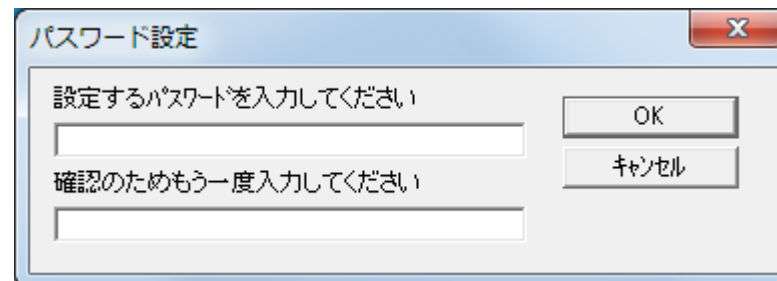 パスワード設定
設定するﾊﾟｽﾜｰﾄﾞを入力してください
OK
ｷｬﾝｾﾙ
確認のためもう一度入力してください